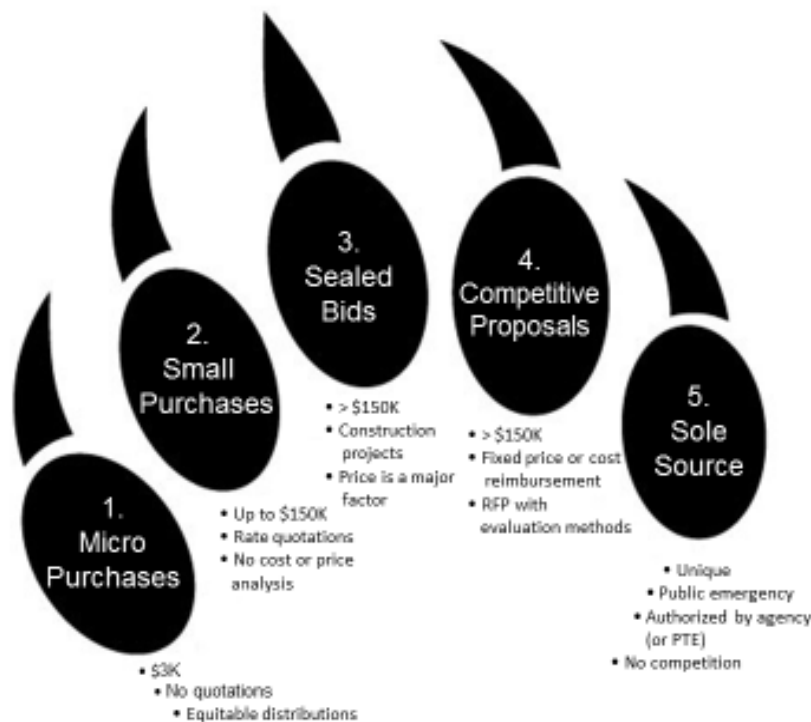 1.
Micro
Purchases
• $3K
• No quotations
• Equitable distributions
2.
Small
Purchases
• Up to $150K
• Rate quotations
• No cost or price
analysis
3.
Sealed
Bids
• > $150K
• Construction
projects
• Price is a major
factor
4.
Competitive
Proposals
• > $150K
• Fixed price or cost
reimbursement
• RFP with
evaluation methods
5.
Sole
Source
• Unique
• Public emergency
• Authorized by agency
(or PTE)
• No competition